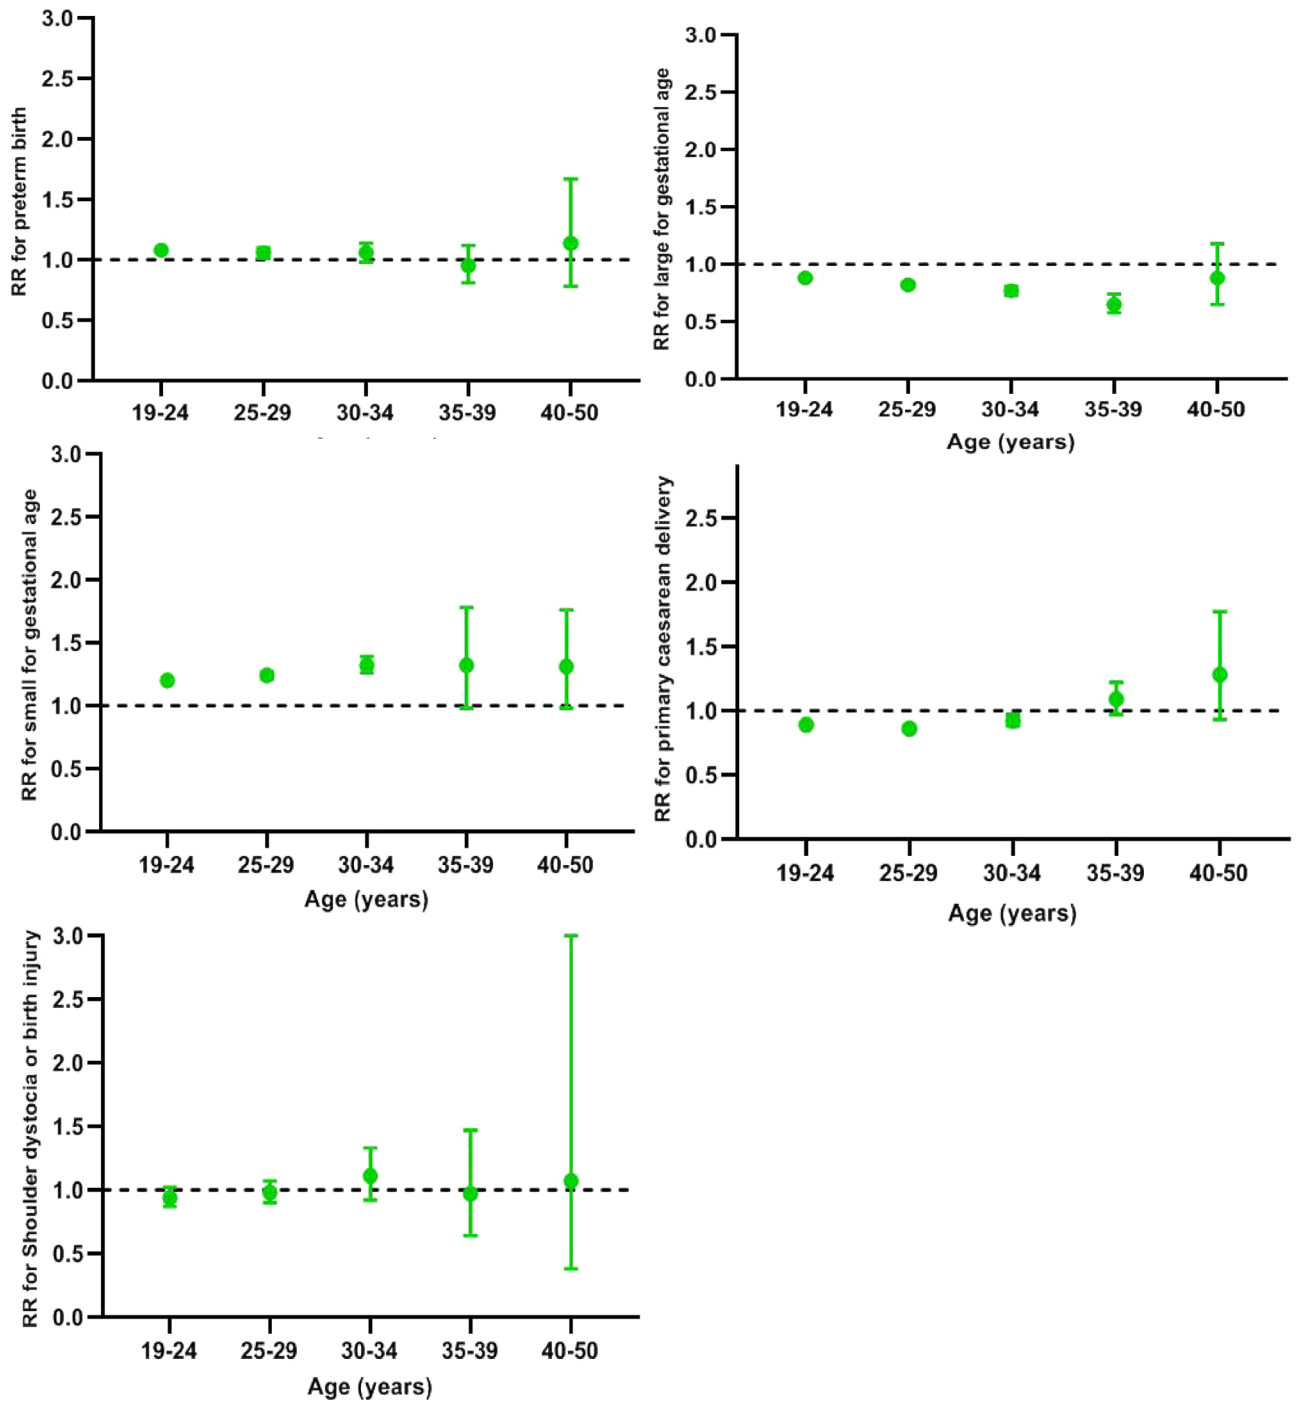 RR for preterm birth
3.0
2.5
2.0
1.5
1.0
0.5
0.0
19-24 25-29 30-34 35-39 40-50
RR for large for gestational age
3.0
2.5
2.0
1.5
1.0
0.5
0.0
19-24 25-29 30-34 35-39 40-50
Age (years)
RR for small for gestational age
3.0
2.5
2.0
1.5
1.0
0.5
0.0
19-24 25-29 30-34 35-39 40-50
Age (years)
RR for primary caesarean delivery
2.5
2.0
1.5
1.0
0.5
0.0
19-24 25-29 30-34 35-39 40-50
Age (years)
RR for Shoulder dystocia or birth injury
3.0
2.5
2.0
1.5
1.0
0.5
0.0
19-24 25-29 30-34 35-39 40-50
Age (years)